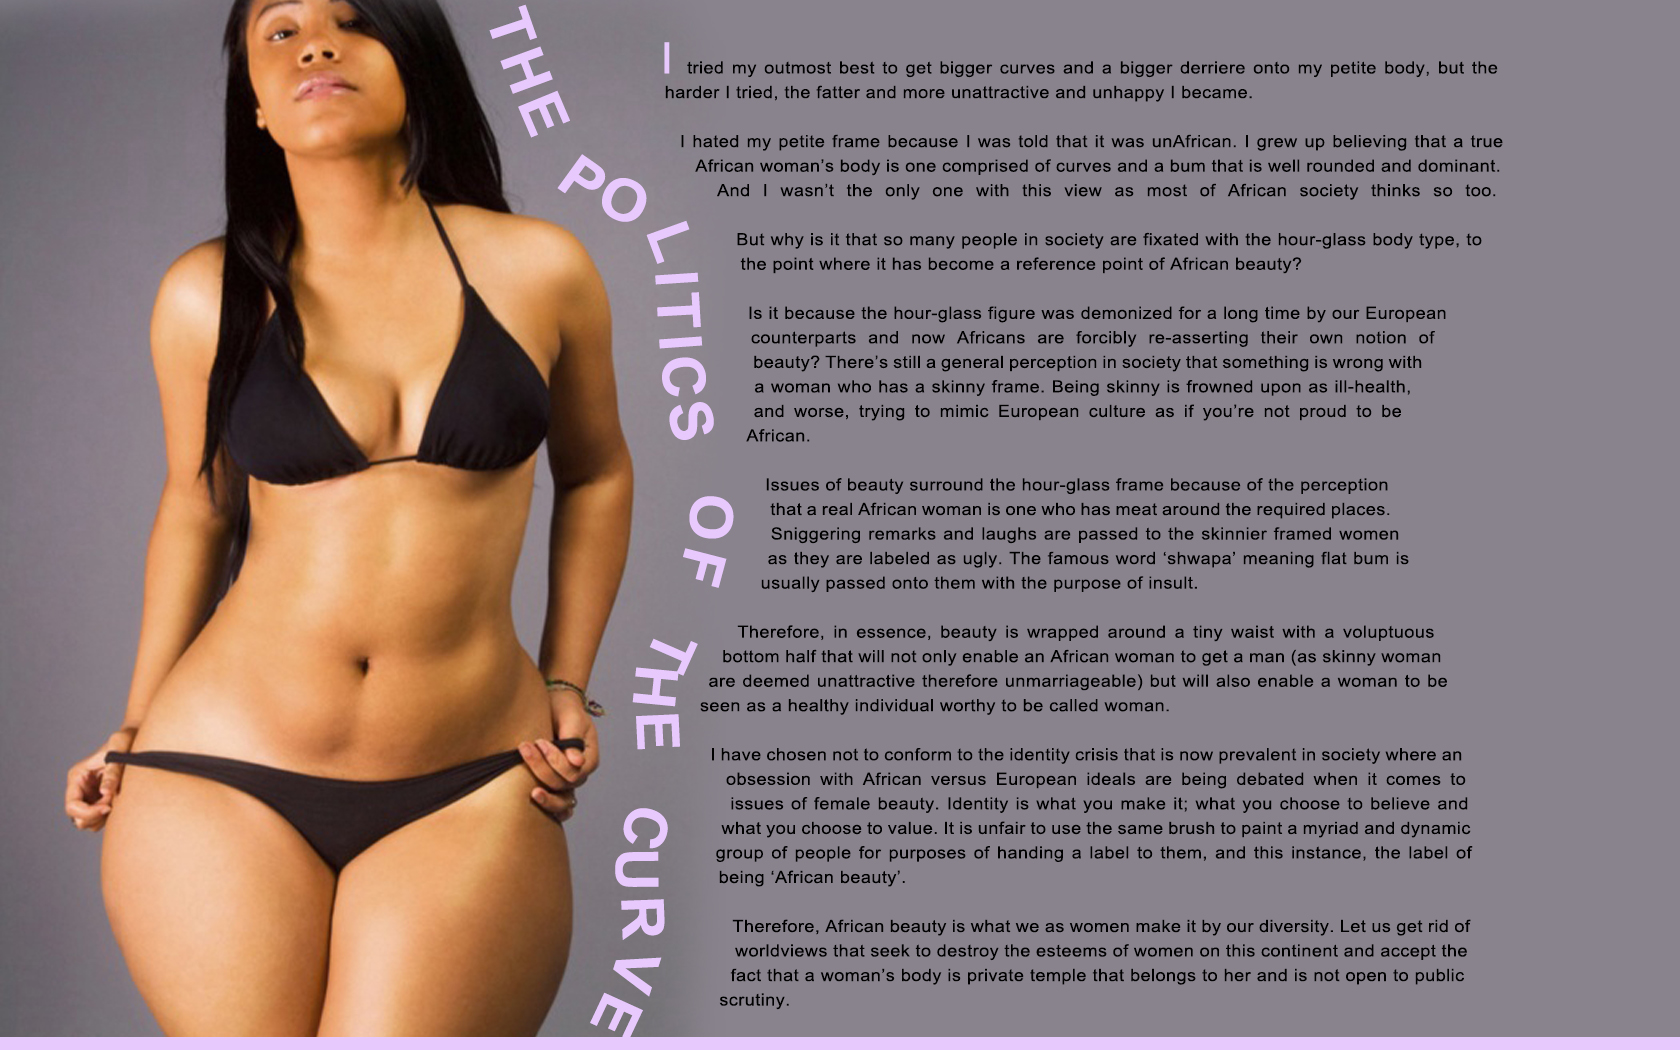 THE POLITICS OF THE CURVE
I tried my outmost best to get bigger curves and a bigger derriere onto my petite body, but the
harder I tried, the fatter and more unattractive and unhappy I became.
I hated my petite frame because I was told that it was unAfrican. I grew up believing that a true
African woman’s body is one comprised of curves and a bum that is well rounded and dominant.
And I wasn’t the only one with this view as most of African society thinks so too.
But why is it that so many people in society are fixated with the hour-glass body type, to
the point where it has become a reference point of African beauty?
Is it because the hour-glass figure was demonized for a long time by our European
counterparts and now Africans are forcibly re-asserting their own notion of
beauty? There’s still a general perception in society that something is wrong with
a woman who has a skinny frame. Being skinny is frowned upon as ill-health,
and worse, trying to mimic European culture as if you’re not proud to be
African.
Issues of beauty surround the hour-glass frame because of the perception
that a real African woman is one who has meat around the required places.
Sniggering remarks and laughs are passed to the skinnier framed women
as they are labeled as ugly. The famous word ‘shwapa’ meaning flat bum is
usually passed onto them with the purpose of insult.
Therefore, in essence, beauty is wrapped around a tiny waist with a voluptuous
bottom half that will not only enable an African woman to get a man (as skinny woman
are deemed unattractive therefore unmarriageable) but will also enable a woman to be
seen as a healthy individual worthy to be called woman.
I have chosen not to conform to the identity crisis that is now prevalent in society where an
obsession with African versus European ideals are being debated when it comes to
issues of female beauty. Identity is what you make it; what you choose to believe and
what you choose to value. It is unfair to use the same brush to paint a myriad and dynamic
group of people for purposes of handing a label to them, and this instance, the label of
being ‘African beauty’.
Therefore, African beauty is what we as women make it by our diversity. Let us get rid of
worldviews that seek to destroy the esteems of women on this continent and accept the
fact that a woman’s body is private temple that belongs to her and is not open to public
scrutiny.